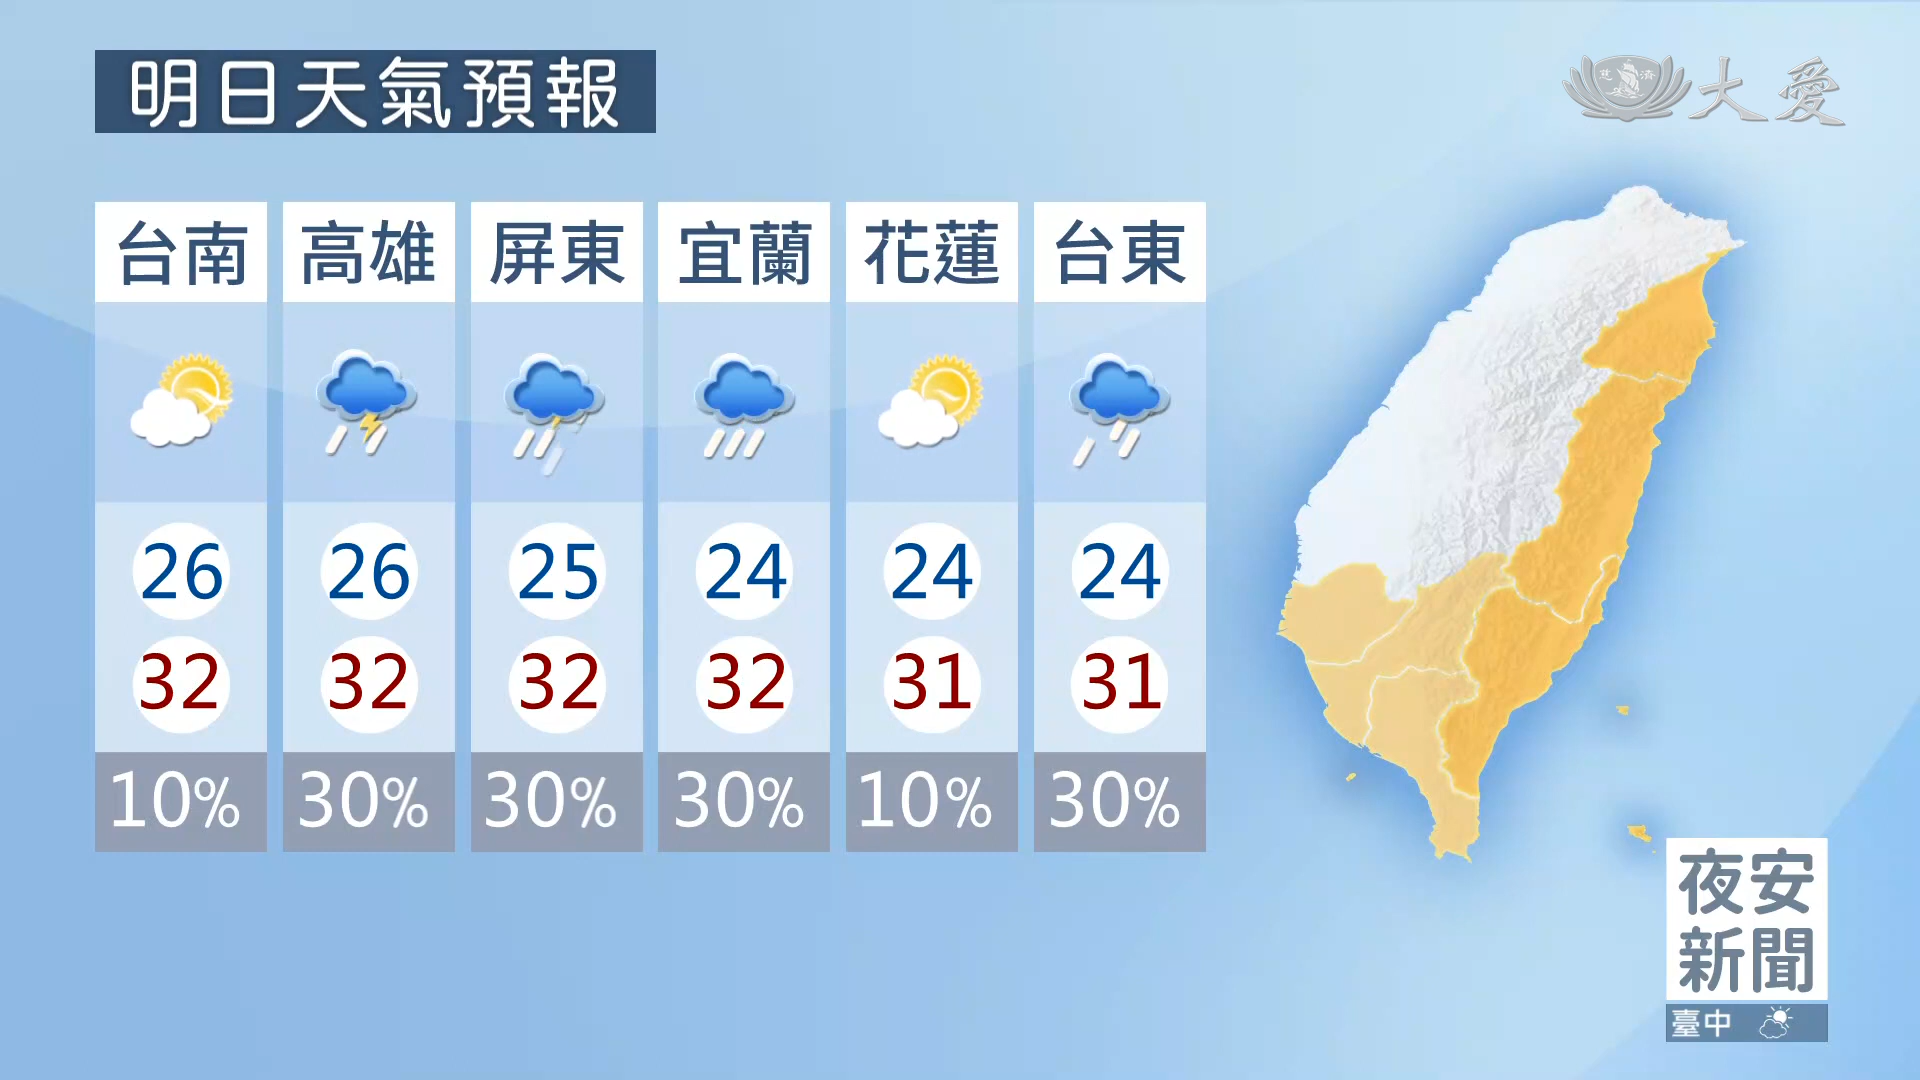 明日天氣預報
慈濟
大愛
台南 高雄 屏東 宜蘭 花蓮 台東
26 26 25 24 24 24
32 32 32 32 31 31
10% 30% 30% 30% 10% 30%
夜安
新聞
臺中